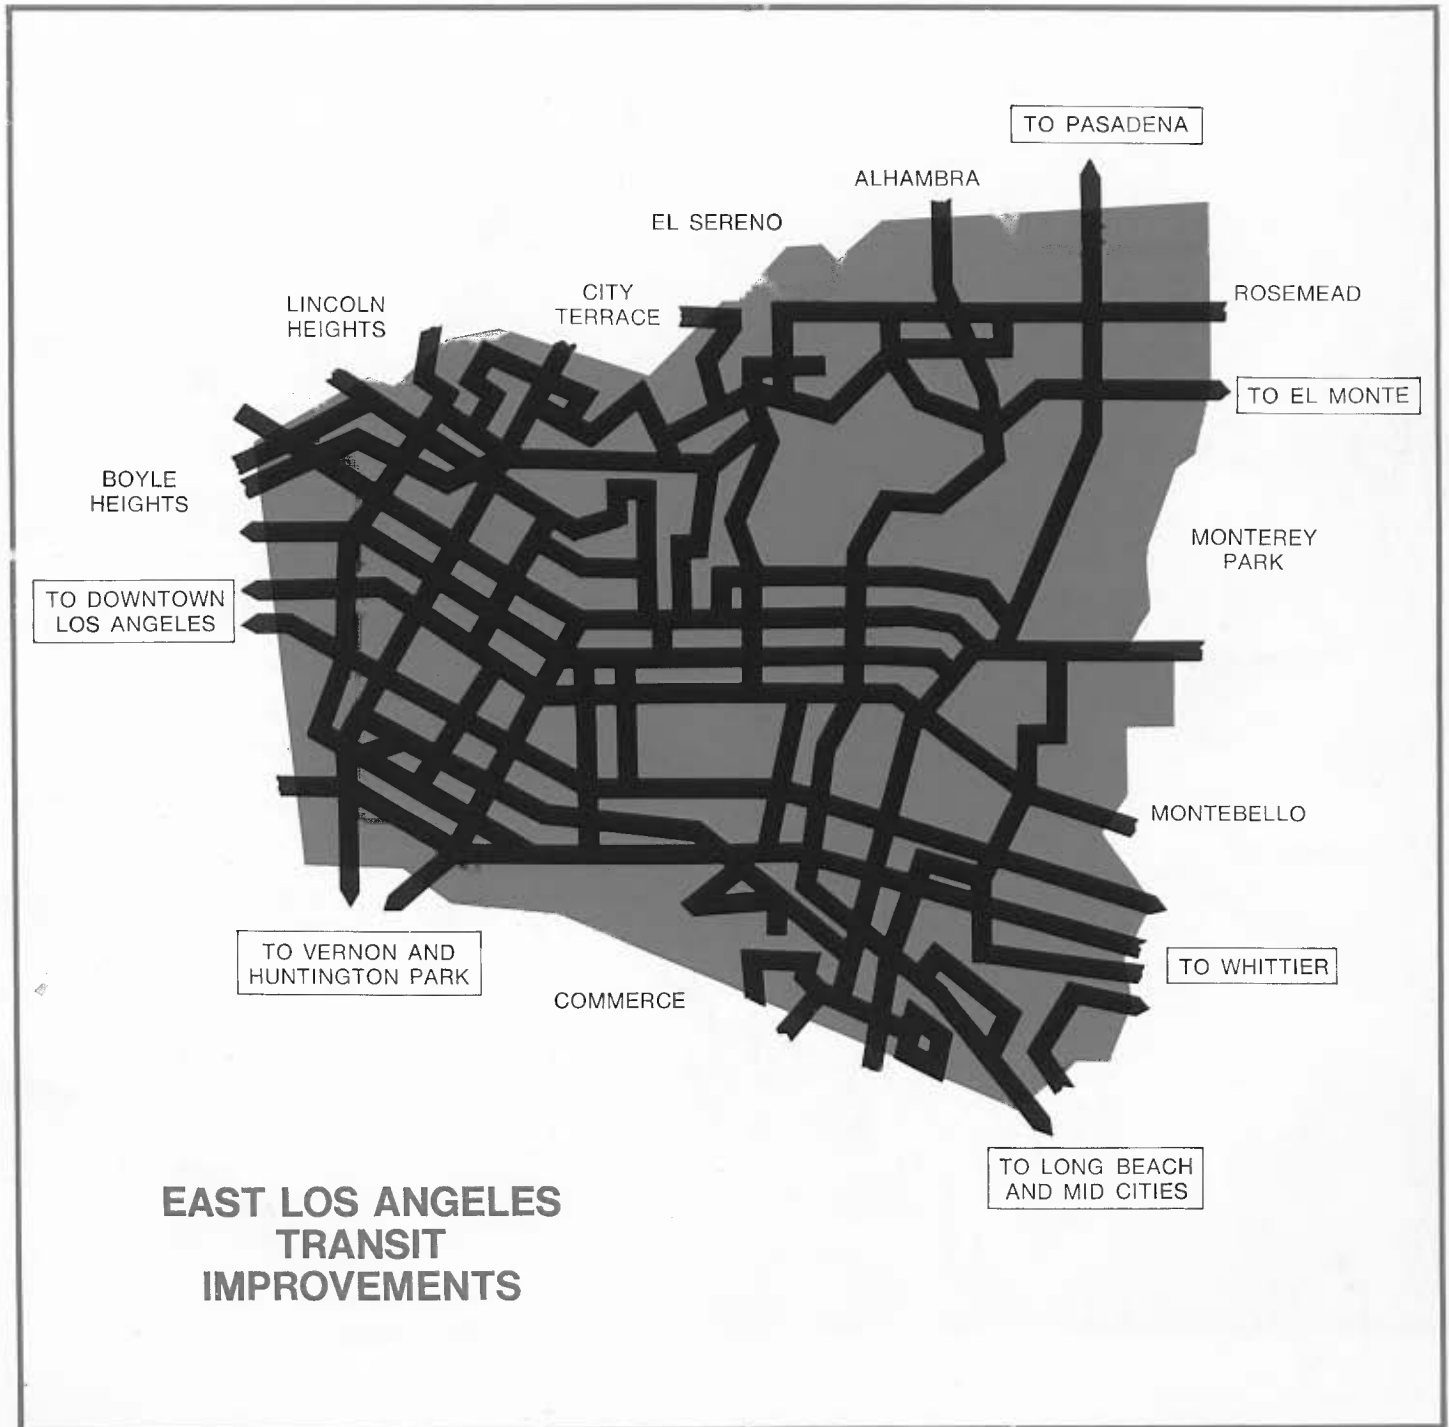 TO PASADENA
ALHAMBRA
EL SERENO
CITY
TERRACE
LINCOLN
HEIGHTS
ROSEMEAD
TO EL MONTE
BOYLE
HEIGHTS
MONTEREY
PARK
TO DOWNTOWN
LOS ANGELES
MONTEBELLO
TO VERNON AND
HUNTINGTON PARK
TO WHITTIER
COMMERCE
TO LONG BEACH
AND MID CITIES
EAST LOS ANGELES
TRANSIT
IMPROVEMENTS